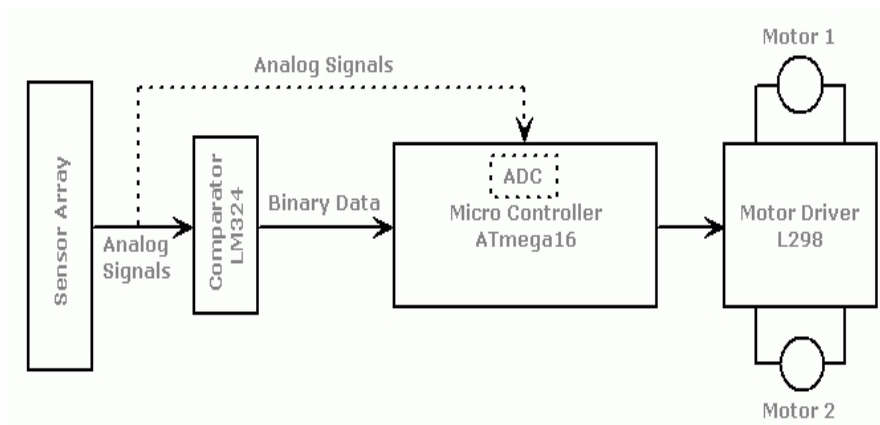 Motor 1
Analog Signals
Sensor Array
Analog
Signals
Comparator
LM324
Binary Data
ADC
Micro Controller
ATmega16
Motor Driver
L298
Motor 2